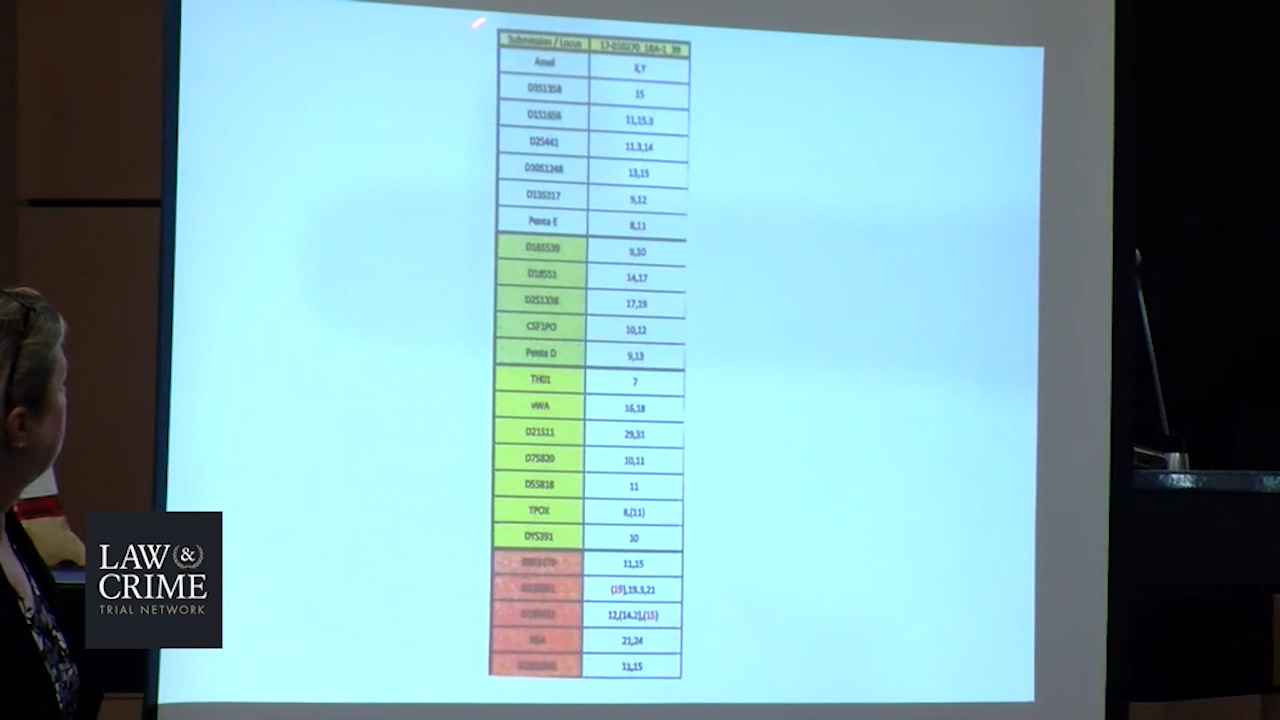 Submission / Locus 17-010270_18A-1_39
Amel X,Y
D3S1358 15
D1S1656 11,15.3
D2S441 11.3,14
D10S1248 13,15
D13S317 9,12
Penta E 8,11
D16S539 9,10
D18S51 14,17
D2S1338 17,19
CSF1PO 10,12
Penta D 9,13
TH01 7
vWA 16,18
D21S11 29,31
D7S820 10,11
D5S818 11
TPOX 8,(11)
DYS391 10
11,15
(19),19.3,21
12,(14.2),(15)
21,24
11,15
LAW &
CRIME
TRIAL NETWORK